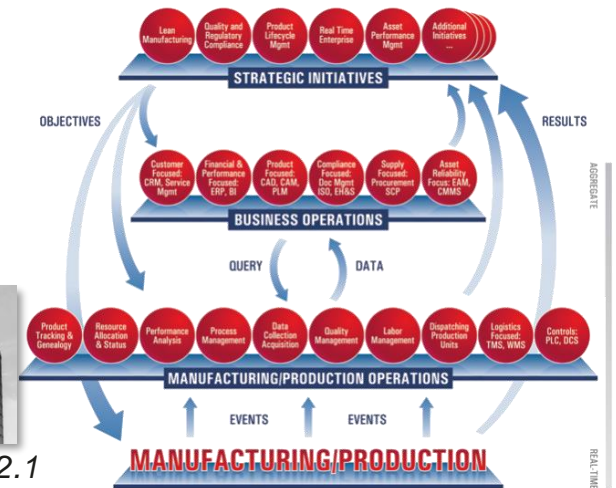 Lean
Manufacturing
Quality and
Regulatory
Compliance
Product
Lifecycle
Mgmt
Real Time
Enterprise
Asset
Performance
Mgmt
Additional
Initiatives
...
STRATEGIC INITIATIVES
OBJECTIVES
RESULTS
Customer
Focused:
CRM, Service
Mgmt
Financial &
Performance
Focused:
ERP, BI
Product
Focused:
CAD, CAM,
PLM
Compliance
Focused:
Doc Mgmt
ISO, EH&S
Supply
Focused:
Procurement
SCP
Asset
Reliability
Focus: EAM,
CMMS
BUSINESS OPERATIONS
AGGREGATE
QUERY
DATA
Product
Tracking &
Genealogy
Resource
Allocation
& Status
Performance
Analysis
Process
Management
Data
Collection
Acquisition
Quality
Management
Labor
Management
Dispatching
Production
Units
Logistics
Focused:
TMS, WMS
Controls:
PLC, DCS
MANUFACTURING/PRODUCTION OPERATIONS
EVENTS
EVENTS
MANUFACTURING/PRODUCTION
REAL-TIME
2.1